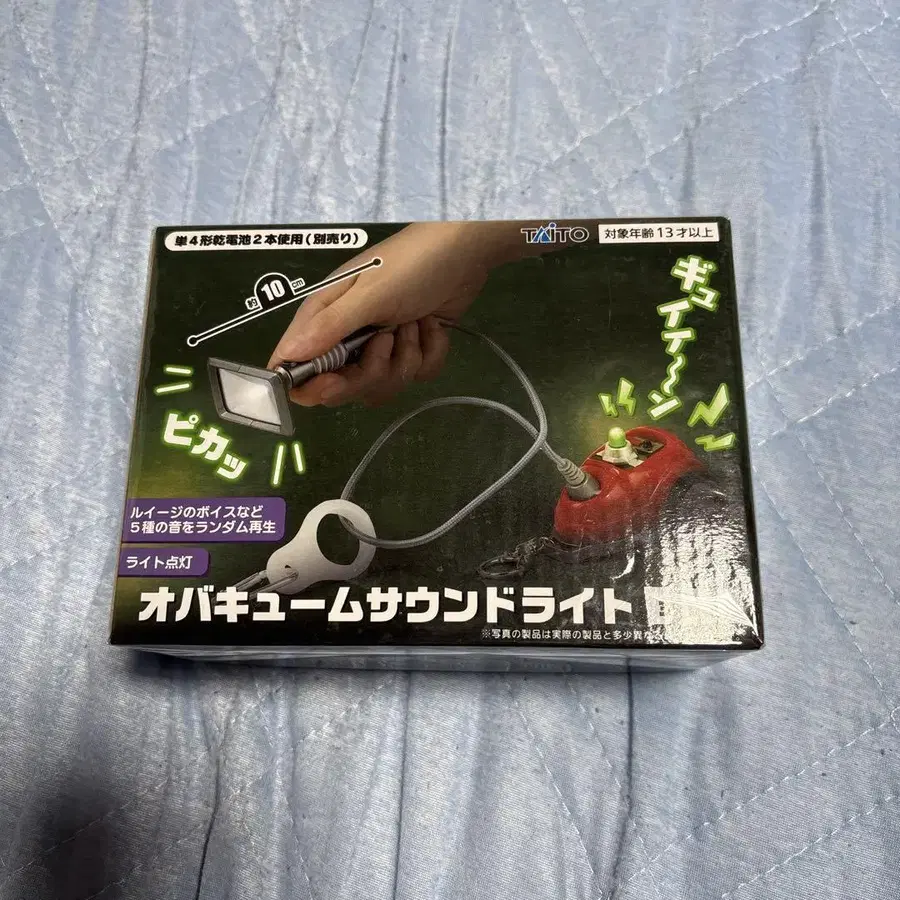 単4形乾電池2本使用(別売り)
TAITO
対象年齢13才以上
約10cm
ギュイイ〜ン
ピカッ
ルイージのボイスなど
5種の音をランダム再生
ライト点灯
オバキュームサウンドライト
※写真の製品は実際の製品と多少異な